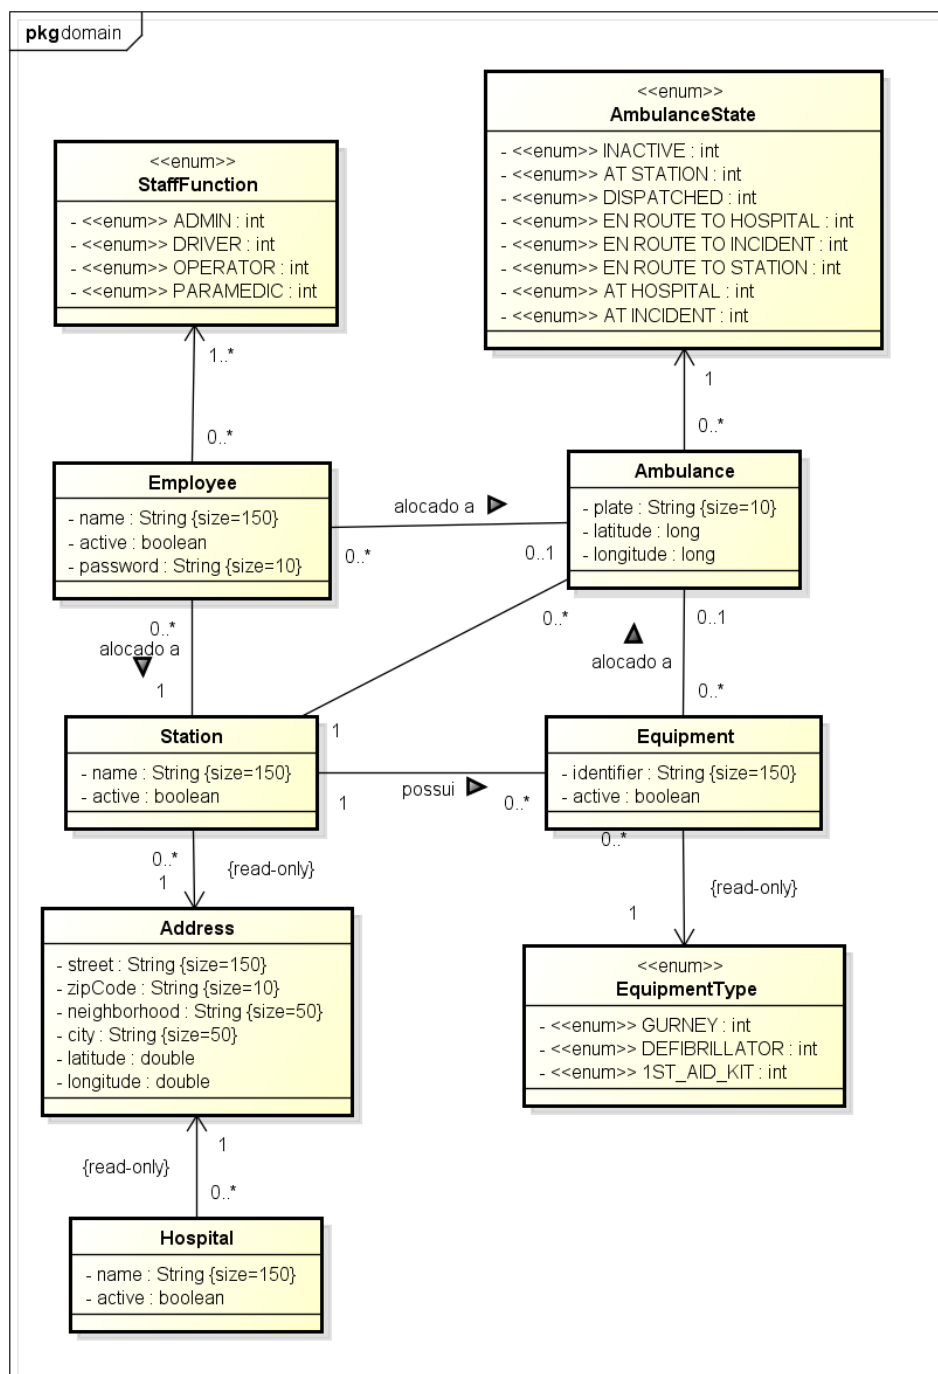 pkg domain
<<enum>>
AmbulanceState
- <<enum>> INACTIVE : int
- <<enum>> AT STATION : int
- <<enum>> DISPATCHED : int
- <<enum>> EN ROUTE TO HOSPITAL : int
- <<enum>> EN ROUTE TO INCIDENT : int
- <<enum>> EN ROUTE TO STATION : int
- <<enum>> AT HOSPITAL : int
- <<enum>> AT INCIDENT : int
<<enum>>
StaffFunction
- <<enum>> ADMIN : int
- <<enum>> DRIVER : int
- <<enum>> OPERATOR : int
- <<enum>> PARAMEDIC : int
1..*
0..*
1
0..*
Employee
- name : String {size=150}
- active : boolean
- password : String {size=10}
alocado a
0..*
0..1
Ambulance
- plate : String {size=10}
- latitude : long
- longitude : long
0..*
alocado a
1
0..*
1
0..1
alocado a
0..*
Station
- name : String {size=150}
- active : boolean
1
possui
0..*
Equipment
- identifier : String {size=150}
- active : boolean
0..*
{read-only}
1
0..*
{read-only}
1
Address
- street : String {size=150}
- zipCode : String {size=10}
- neighborhood : String {size=50}
- city : String {size=50}
- latitude : double
- longitude : double
<<enum>>
EquipmentType
- <<enum>> GURNEY : int
- <<enum>> DEFIBRILLATOR : int
- <<enum>> 1ST_AID_KIT : int
1
{read-only}
0..*
Hospital
- name : String {size=150}
- active : boolean